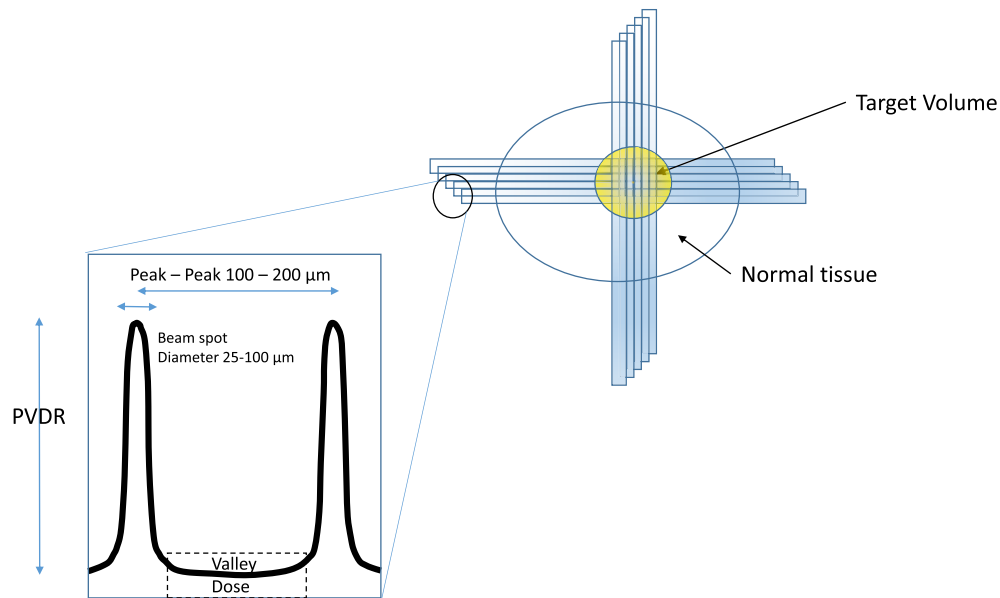 Target Volume
Normal tissue
Peak – Peak 100 – 200 µm
Beam spot
Diameter 25-100 µm
PVDR
Valley
Dose